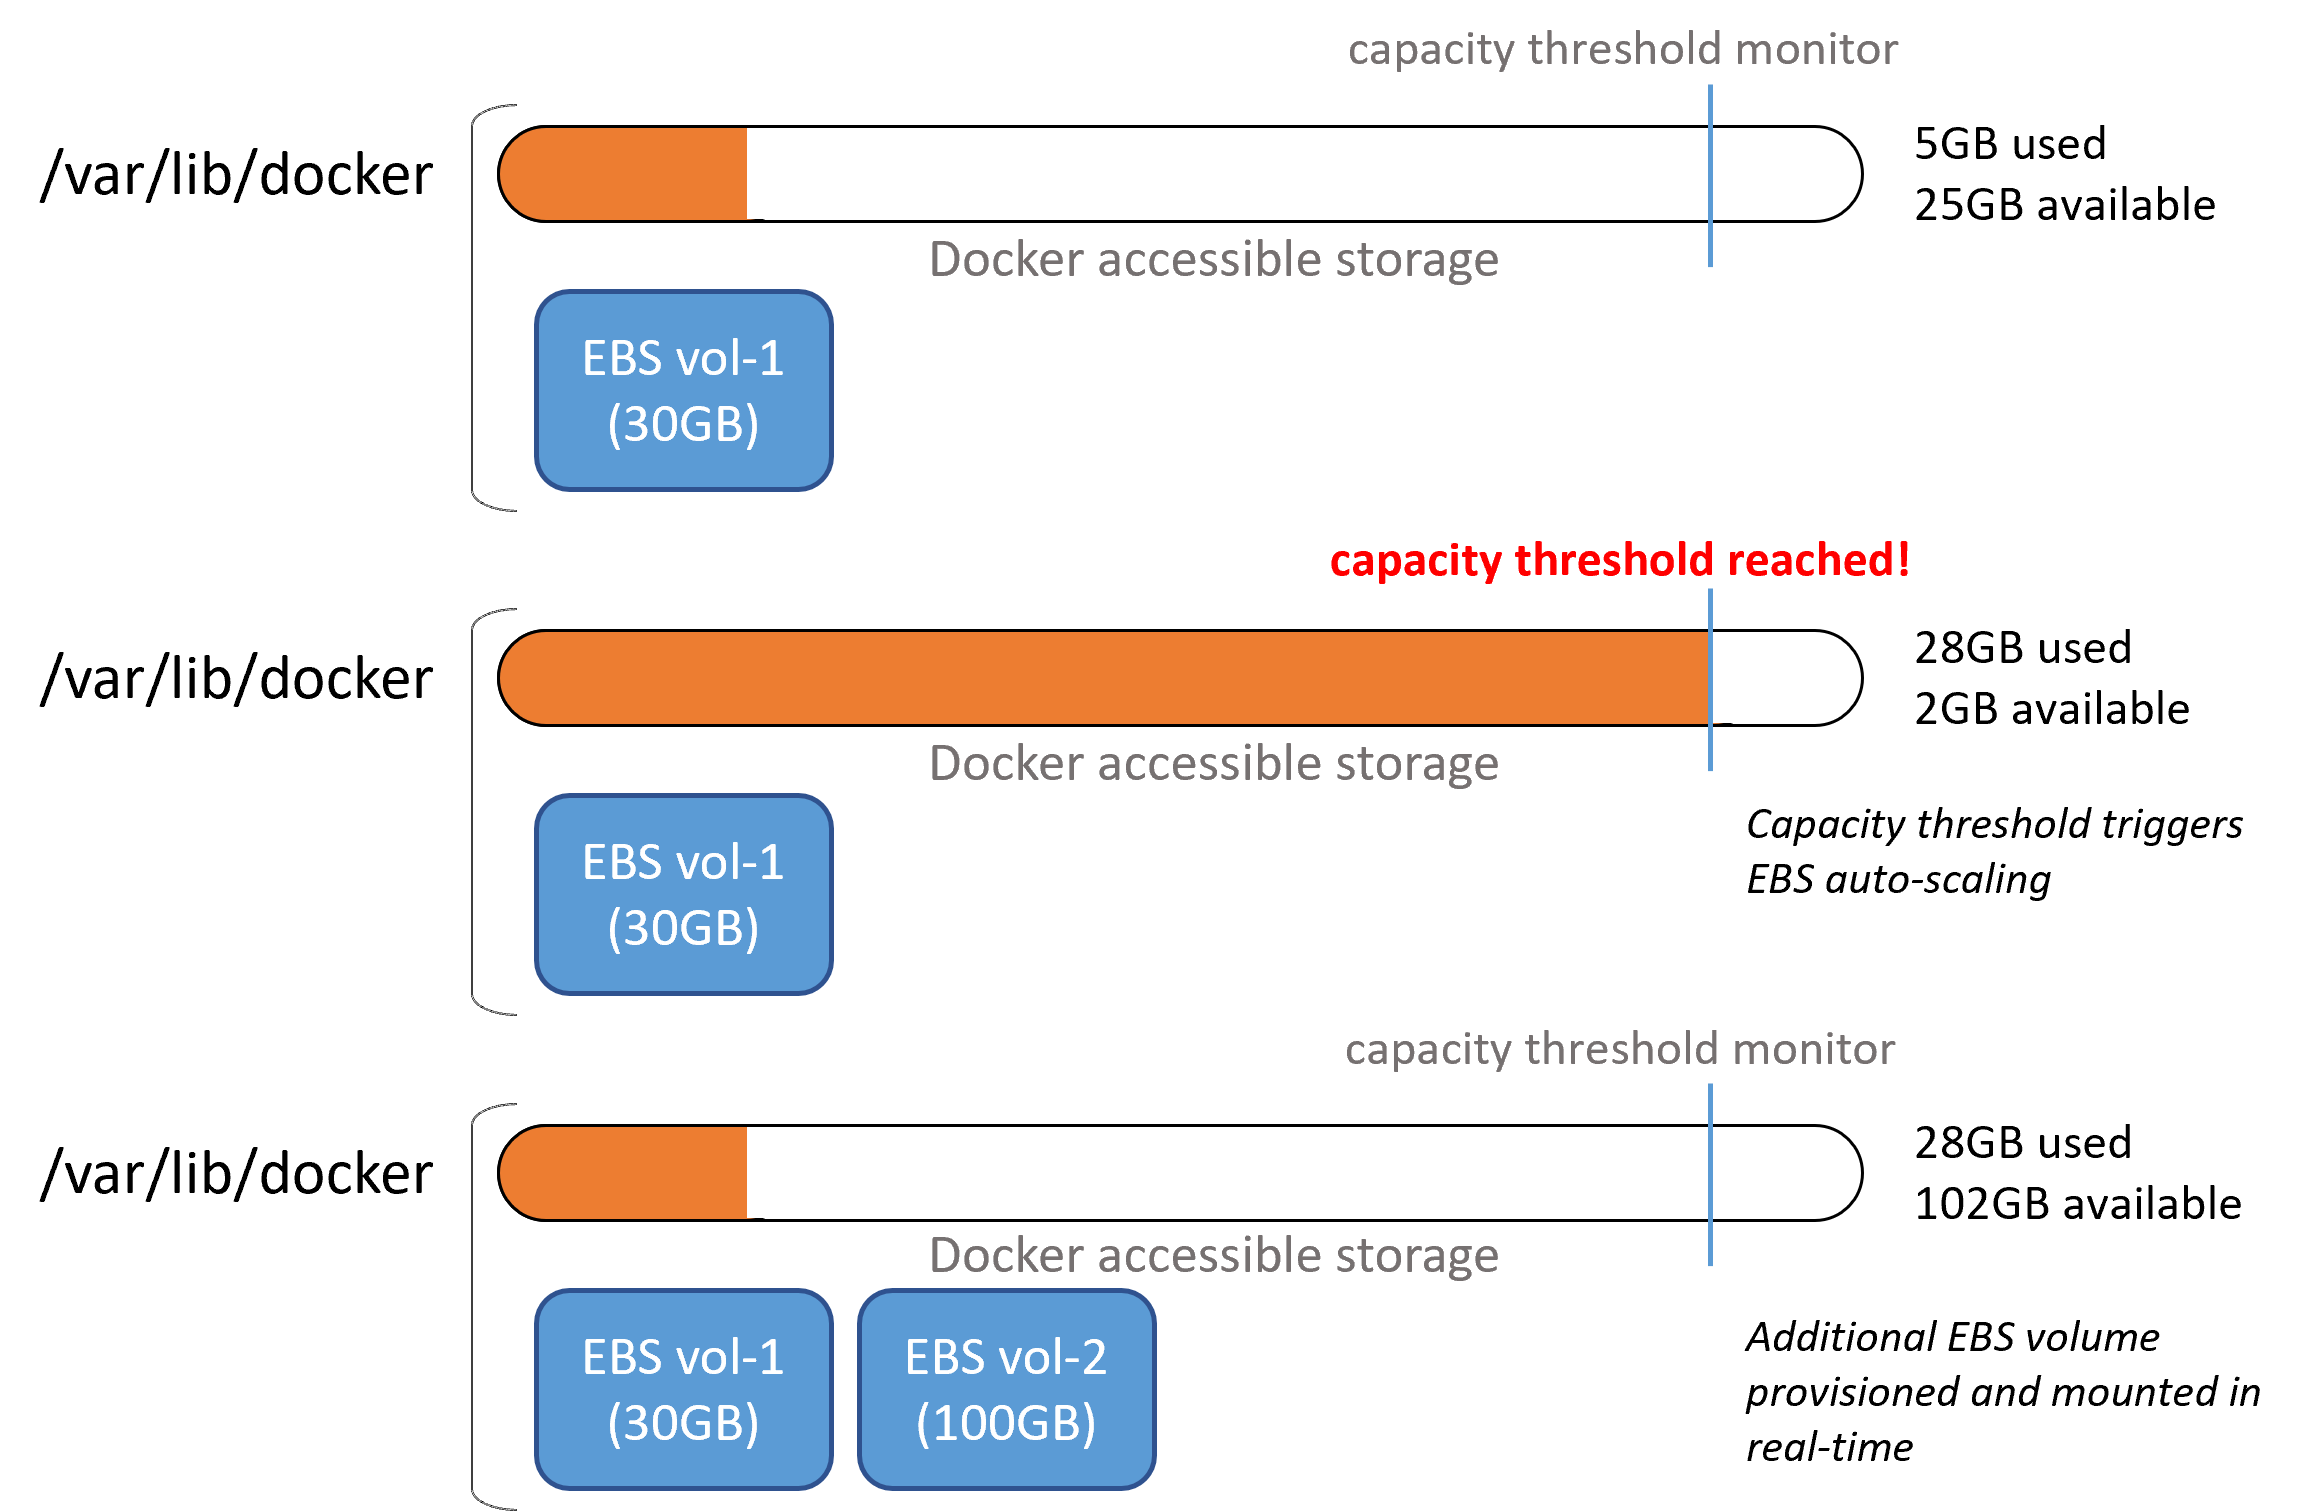 capacity threshold monitor
/var/lib/docker
5GB used
25GB available
Docker accessible storage
EBS vol-1
(30GB)
capacity threshold reached!
/var/lib/docker
28GB used
2GB available
Docker accessible storage
EBS vol-1
(30GB)
Capacity threshold triggers
EBS auto-scaling
capacity threshold monitor
/var/lib/docker
28GB used
102GB available
Docker accessible storage
EBS vol-1
(30GB)
EBS vol-2
(100GB)
Additional EBS volume
provisioned and mounted in
real-time